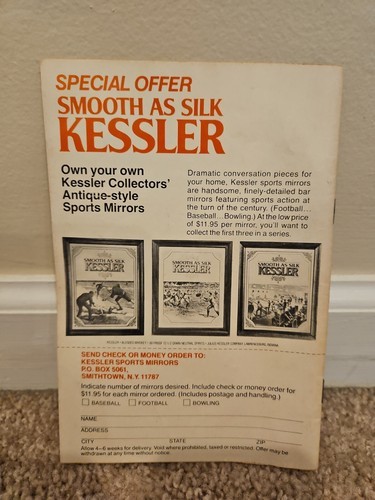 SPECIAL OFFER
SMOOTH AS SILK
KESSLER
Own your own
Kessler Collectors'
Antique-style
Sports Mirrors
Dramatic conversation pieces for
your home, Kessler sports mirrors
are handsome, finely-detailed bar
mirrors featuring sports action at
the turn of the century. (Football...
Baseball...Bowling.) At the low price
of $11.95 per mirror, you'll want to
collect the first three in a series.
SMOOTH AS SILK
KESSLER
SMOOTH AS SILK
KESSLER
SMOOTH AS SILK
KESSLER
SEND CHECK OR MONEY ORDER TO:
KESSLER SPORTS MIRRORS
P.O. BOX 5061,
SMITHTOWN, N.Y. 11787
Indicate number of mirrors desired. Include check or money order for
$11.95 for each mirror ordered. (Includes postage and handling.)
BASEBALL FOOTBALL BOWLING
NAME
ADDRESS
CITY STATE ZIP
Allow 4–6 weeks for delivery. Void where prohibited, taxed or restricted. Offer may be
withdrawn at any time without notice.